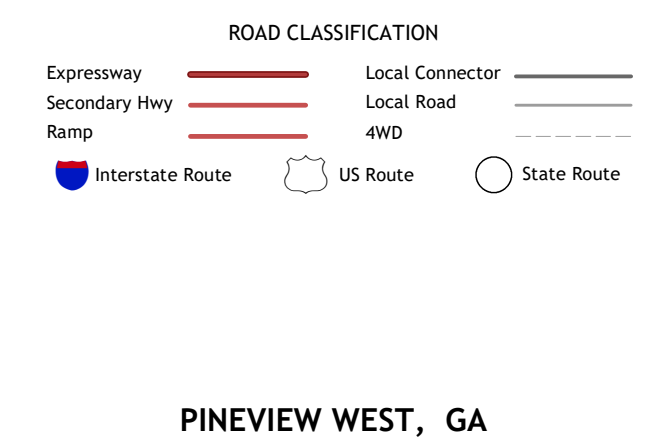 ROAD CLASSIFICATION
Expressway
Local Connector
Secondary Hwy
Local Road
Ramp
4WD
Interstate Route
US Route
State Route
PINEVIEW WEST, GA